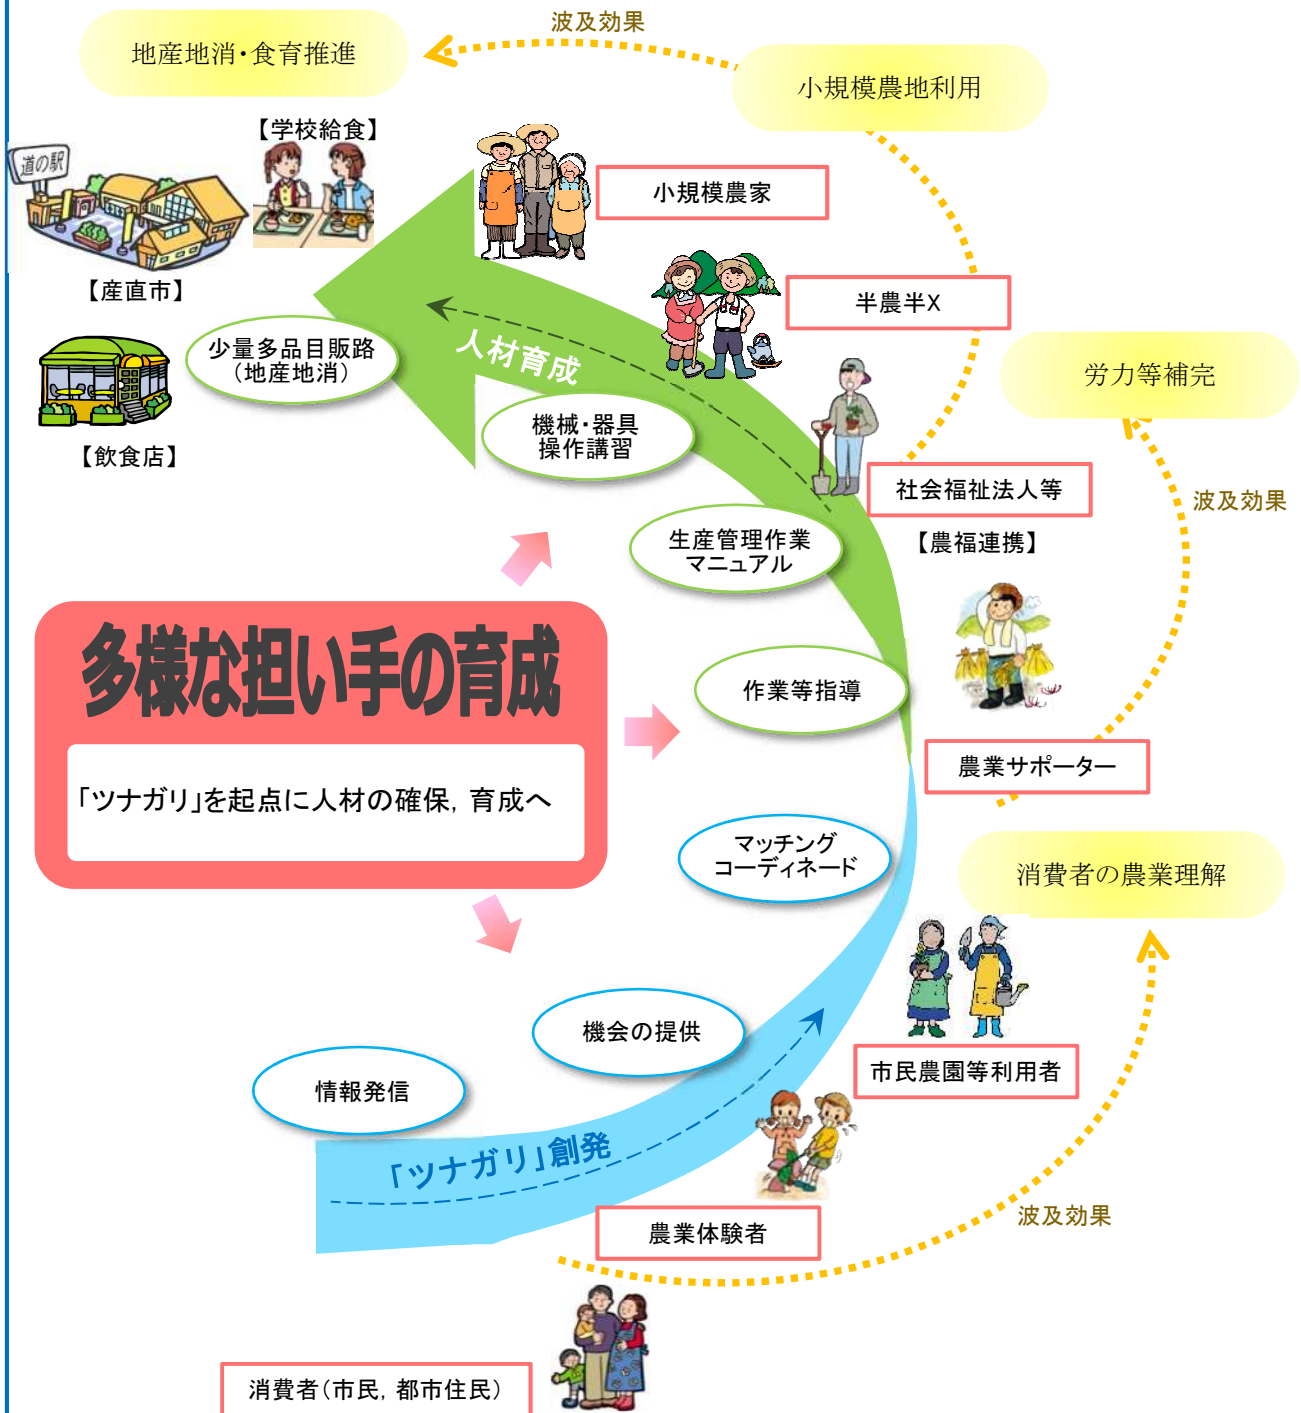 波及効果
地産地消・食育推進
小規模農地利用
【学校給食】
道の駅
小規模農家
【産直市】
半農半X
少量多品目販路
（地産地消）
人材育成
労力等補完
機械・器具
操作講習
【飲食店】
社会福祉法人等
波及効果
生産管理作業
マニュアル
【農福連携】
多様な担い手の育成
作業等指導
農業サポーター
「ツナガリ」を起点に人材の確保，育成へ
マッチング
コーディネード
消費者の農業理解
機会の提供
市民農園等利用者
情報発信
「ツナガリ」創発
波及効果
農業体験者
消費者（市民，都市住民）